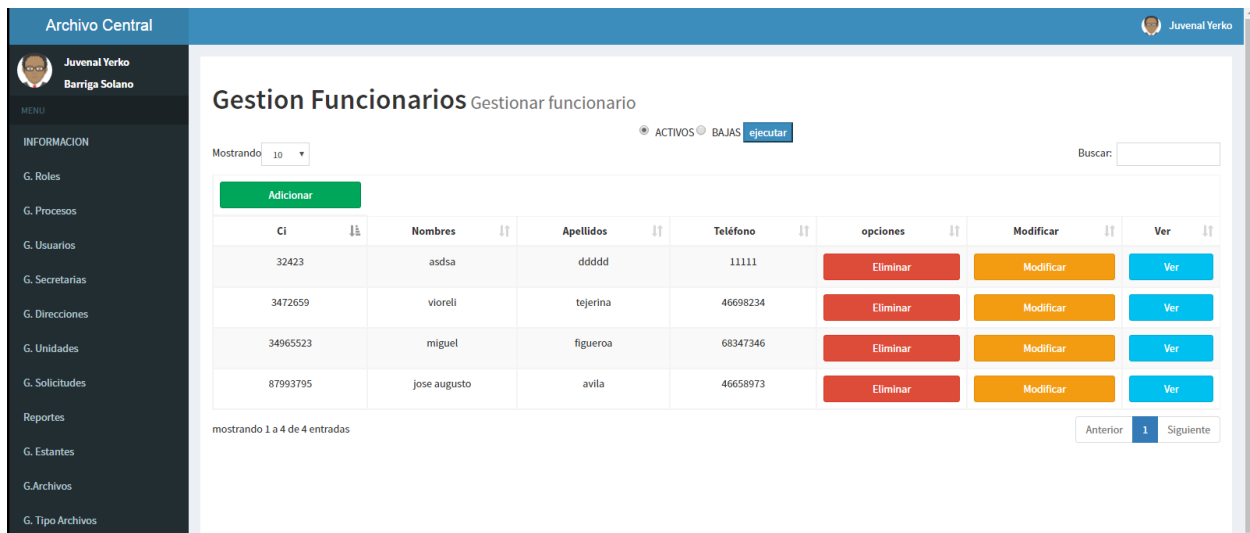 Archivo Central
Juvenal Yerko
Juvenal Yerko
Barriga Solano
MENU
INFORMACION
G. Roles
G. Procesos
G. Usuarios
G. Secretarias
G. Direcciones
G. Unidades
G. Solicitudes
Reportes
G. Estantes
G.Archivos
G. Tipo Archivos
Gestion Funcionarios Gestionar funcionario
ACTIVOS BAJAS ejecutar
Mostrando 10 Buscar:
Adicionar
Ci Nombres Apellidos Teléfono opciones Modificar Ver
32423 asdsa ddddd 11111 Eliminar Modificar Ver
3472659 vioreli tejerina 46698234 Eliminar Modificar Ver
34965523 miguel figueroa 68347346 Eliminar Modificar Ver
87993795 jose augusto avila 46658973 Eliminar Modificar Ver
mostrando 1 a 4 de 4 entradas Anterior 1 Siguiente